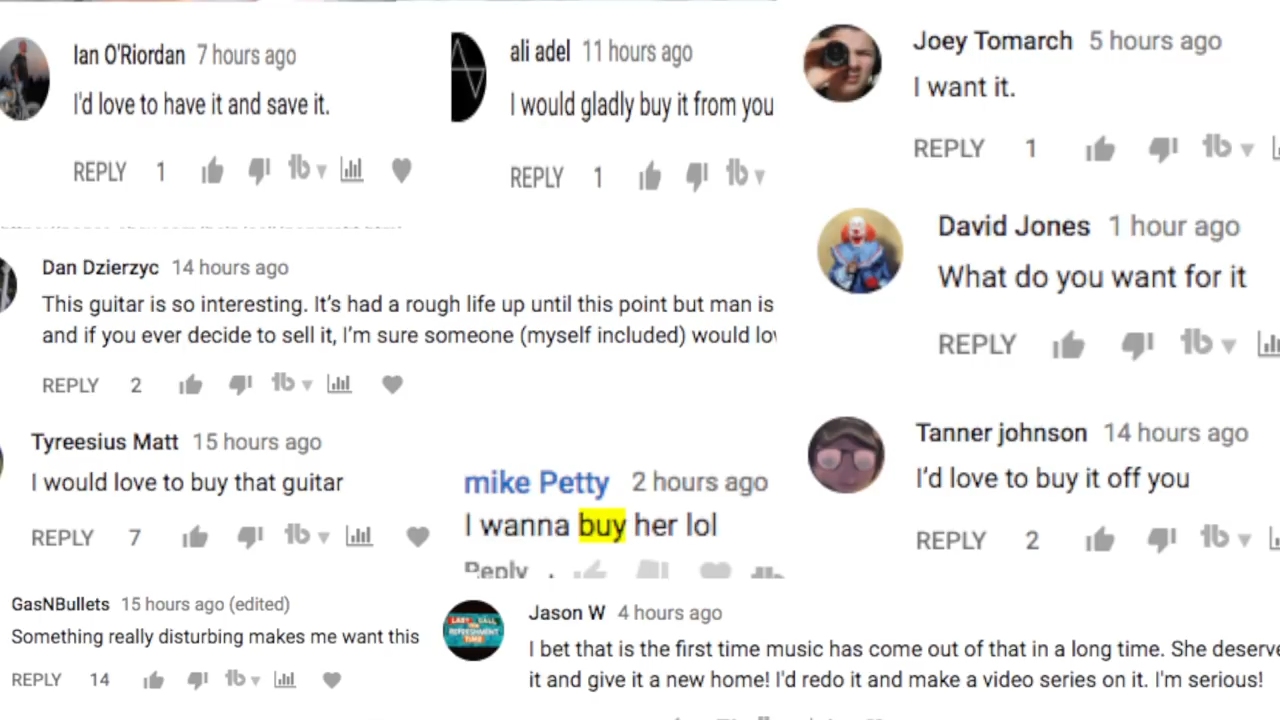 Ian O'Riordan 7 hours ago
I'd love to have it and save it.
REPLY 1
ali adel 11 hours ago
I would gladly buy it from you
REPLY 1
Joey Tomarch 5 hours ago
I want it.
REPLY 1
David Jones 1 hour ago
What do you want for it
REPLY
Dan Dzierzyc 14 hours ago
This guitar is so interesting. It’s had a rough life up until this point but man is
and if you ever decide to sell it, I’m sure someone (myself included) would
REPLY 2
Tyreesius Matt 15 hours ago
I would love to buy that guitar
REPLY 7
mike Petty 2 hours ago
I wanna buy her lol
Reply
Tanner johnson 14 hours ago
I’d love to buy it off you
REPLY 2
GasNBullets 15 hours ago (edited)
Something really disturbing makes me want this
REPLY 14
LAST CALL
REFRESHMENT
TIME
Jason W 4 hours ago
I bet that is the first time music has come out of that in a long time. She
it and give it a new home! I'd redo it and make a video series on it. I'm serious!